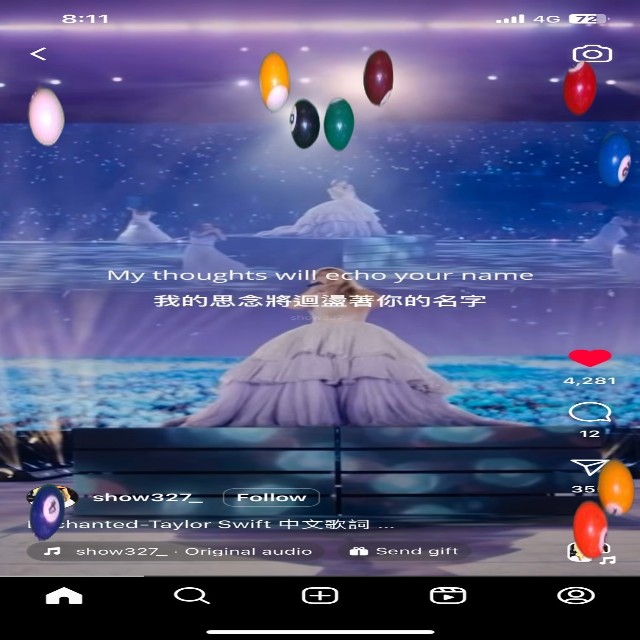 8:11
4G 72
My thoughts will echo your name
我的思念將迴盪著你的名字
4,281
12
35
show327_ Follow
chanted-Taylor Swift 中文歌詞 ...
show327_ · Original audio Send gift